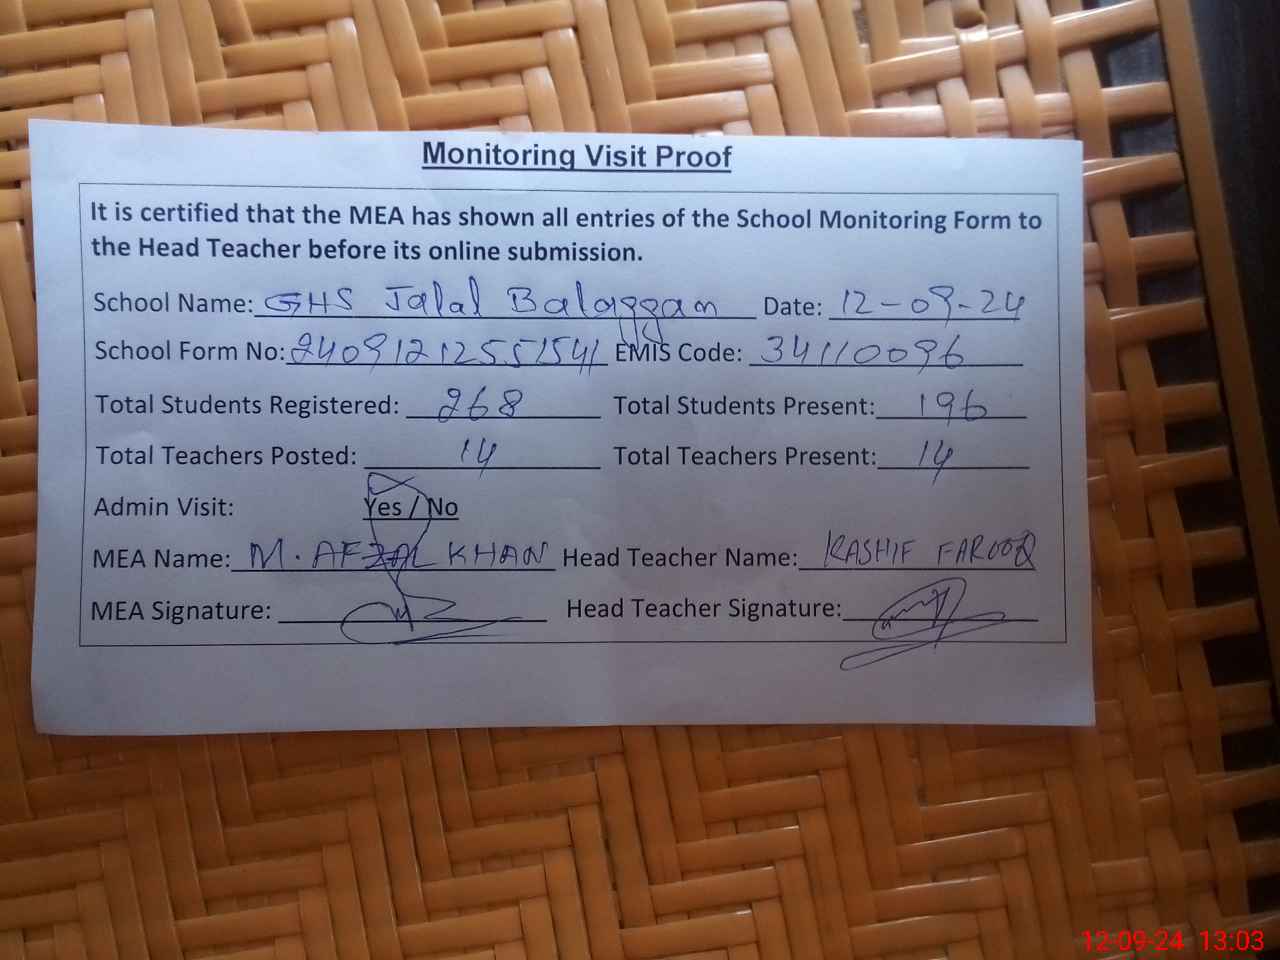 Monitoring Visit Proof
It is certified that the MEA has shown all entries of the School Monitoring Form to
the Head Teacher before its online submission.
School Name: GHS Jalal Balaggan Date: 12-09-24
School Form No: 240912125551541 EMIS Code: 34110096
Total Students Registered: 268 Total Students Present: 196
Total Teachers Posted: 14 Total Teachers Present: 14
Admin Visit: Yes / No
MEA Name: M. AFZAL KHAN Head Teacher Name: KASHIF FAROOQ
MEA Signature: Head Teacher Signature:
12-09-24 13:03